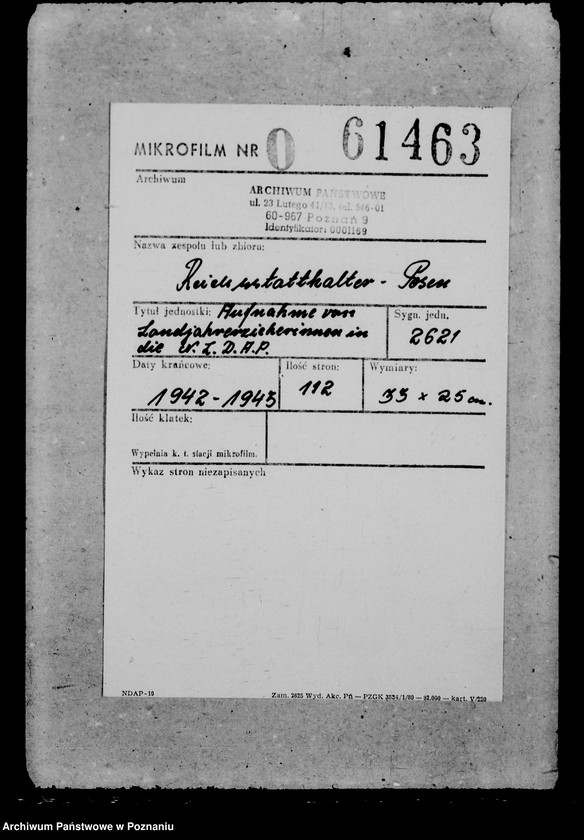 MIKROFILM NR 0 61463
Archiwum
ARCHIWUM PAŃSTWOWE
ul. 23 Lutego 41/43, tel. 546-01
60-967 Poznań 9
Identyfikator: 0001169
Nazwa zespołu lub zbioru:
Reichsstatthalter - Posen
Tytuł jednostki: Aufnahme von
Landjahrerzieherinnen in
die N.S.D.A.P.
Sygn. jedn.
2621
Daty krańcowe:
1942-1943
Ilość stron:
112
Wymiary:
33 x 25 cm.
Ilość klatek:
Wypełnia k. t. stacji mikrofilm.
Wykaz stron niezapisanych
NDAP-10
Zam. 2625 Wyd. Akc. Pń — PZGK 3034/1/80 — 82.000 — kart. V/220
Archiwum Państwowe w Poznaniu